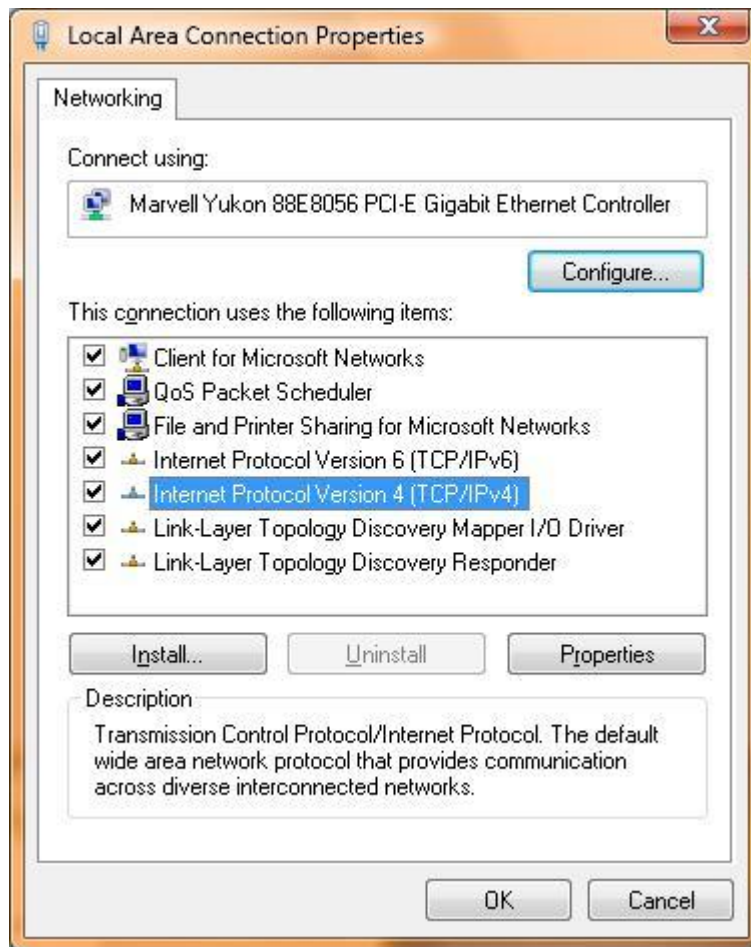 Local Area Connection Properties
Networking
Connect using:
Marvell Yukon 88E8056 PCI-E Gigabit Ethernet Controller
Configure...
This connection uses the following items:
Client for Microsoft Networks
QoS Packet Scheduler
File and Printer Sharing for Microsoft Networks
Internet Protocol Version 6 (TCP/IPv6)
Internet Protocol Version 4 (TCP/IPv4)
Link-Layer Topology Discovery Mapper I/O Driver
Link-Layer Topology Discovery Responder
Install...
Uninstall
Properties
Description
Transmission Control Protocol/Internet Protocol. The default
wide area network protocol that provides communication
across diverse interconnected networks.
OK
Cancel